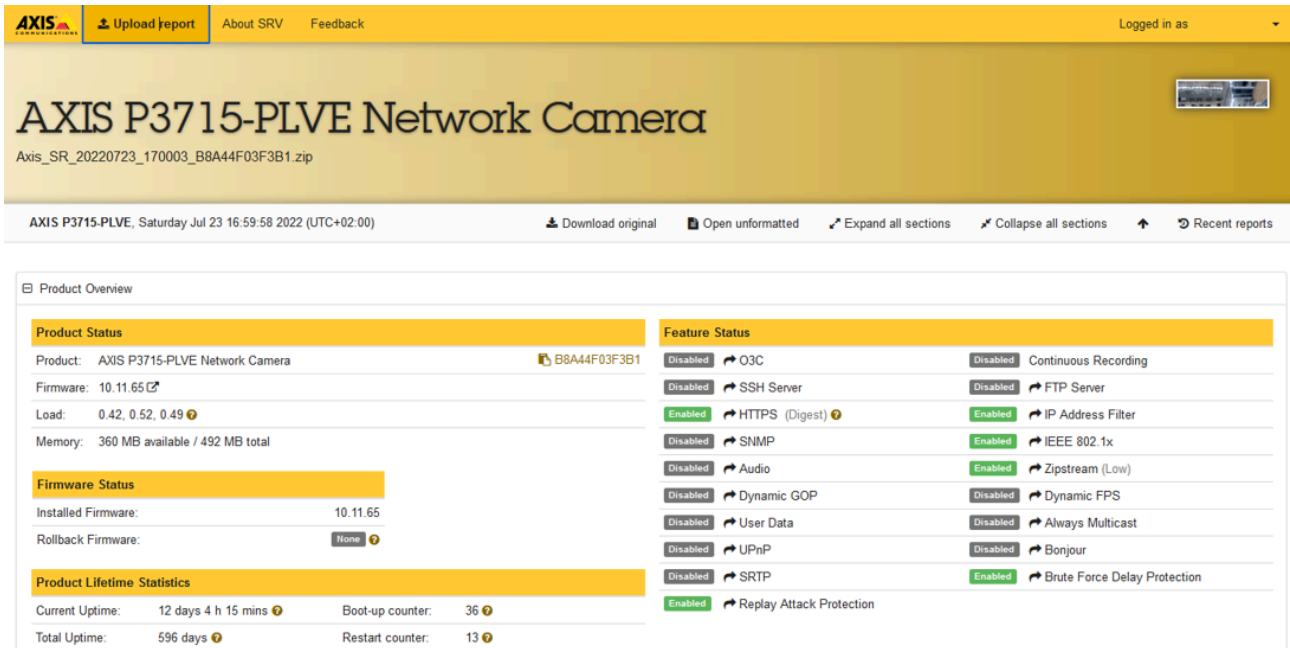 AXIS
COMMUNICATIONS
Upload report About SRV Feedback Logged in as
AXIS P3715-PLVE Network Camera
Axis_SR_20220723_170003_B8A44F03F3B1.zip
AXIS P3715-PLVE, Saturday Jul 23 16:59:58 2022 (UTC+02:00) Download original Open unformatted Expand all sections Collapse all sections Recent reports
Product Overview
Product Status
Product: AXIS P3715-PLVE Network Camera B8A44F03F3B1
Firmware: 10.11.65
Load: 0.42, 0.52, 0.49
Memory: 360 MB available / 492 MB total
Firmware Status
Installed Firmware: 10.11.65
Rollback Firmware: None
Product Lifetime Statistics
Current Uptime: 12 days 4 h 15 mins Boot-up counter: 36
Total Uptime: 596 days Restart counter: 13
Feature Status
Disabled O3C Disabled Continuous Recording
Disabled SSH Server Disabled FTP Server
Enabled HTTPS (Digest) Enabled IP Address Filter
Disabled SNMP Enabled IEEE 802.1x
Disabled Audio Enabled Zipstream (Low)
Disabled Dynamic GOP Disabled Dynamic FPS
Disabled User Data Disabled Always Multicast
Disabled UPnP Disabled Bonjour
Disabled SRTP Enabled Brute Force Delay Protection
Enabled Replay Attack Protection